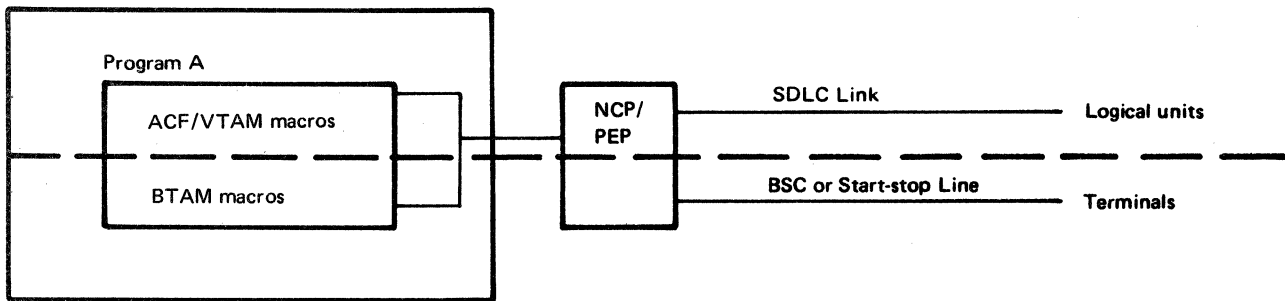 Program A
ACF/VTAM macros
BTAM macros
NCP/
PEP
SDLC Link
Logical units
BSC or Start-stop Line
Terminals